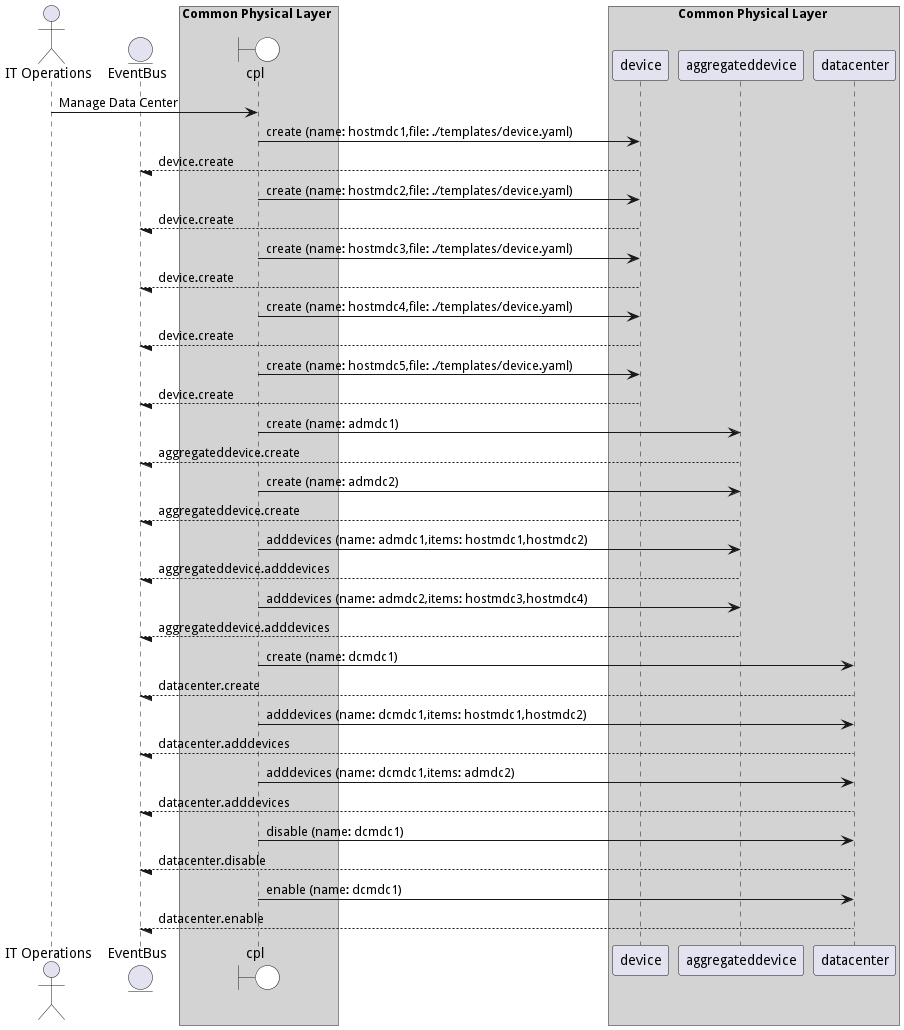 Common Physical Layer
Common Physical Layer
IT Operations
EventBus
cpl
device
aggregateddevice
datacenter
Manage Data Center
create (name: hostmdc1,file: ./templates/device.yaml)
device.create
create (name: hostmdc2,file: ./templates/device.yaml)
device.create
create (name: hostmdc3,file: ./templates/device.yaml)
device.create
create (name: hostmdc4,file: ./templates/device.yaml)
device.create
create (name: hostmdc5,file: ./templates/device.yaml)
device.create
create (name: admdc1)
aggregateddevice.create
create (name: admdc2)
aggregateddevice.create
adddevices (name: admdc1,items: hostmdc1,hostmdc2)
aggregateddevice.adddevices
adddevices (name: admdc2,items: hostmdc3,hostmdc4)
aggregateddevice.adddevices
create (name: dcmdc1)
datacenter.create
adddevices (name: dcmdc1,items: hostmdc1,hostmdc2)
datacenter.adddevices
adddevices (name: dcmdc1,items: admdc2)
datacenter.adddevices
disable (name: dcmdc1)
datacenter.disable
enable (name: dcmdc1)
datacenter.enable
IT Operations
EventBus
cpl
device
aggregateddevice
datacenter